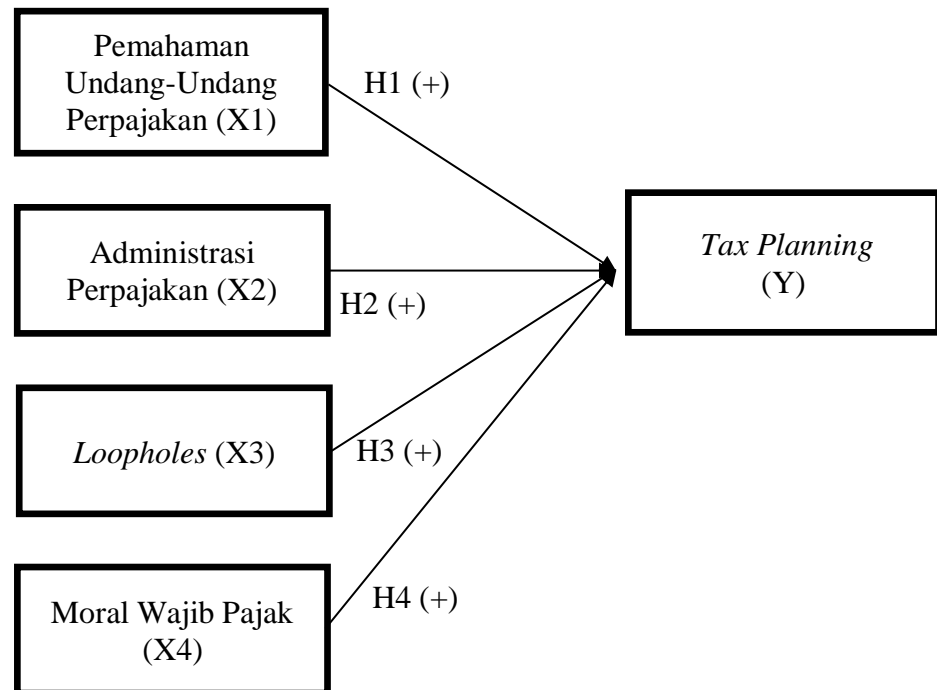 Pemahaman
Undang-Undang
Perpajakan (X1)
H1 (+)
Administrasi
Perpajakan (X2)
H2 (+)
Tax Planning
(Y)
Loopholes (X3)
H3 (+)
Moral Wajib Pajak
(X4)
H4 (+)